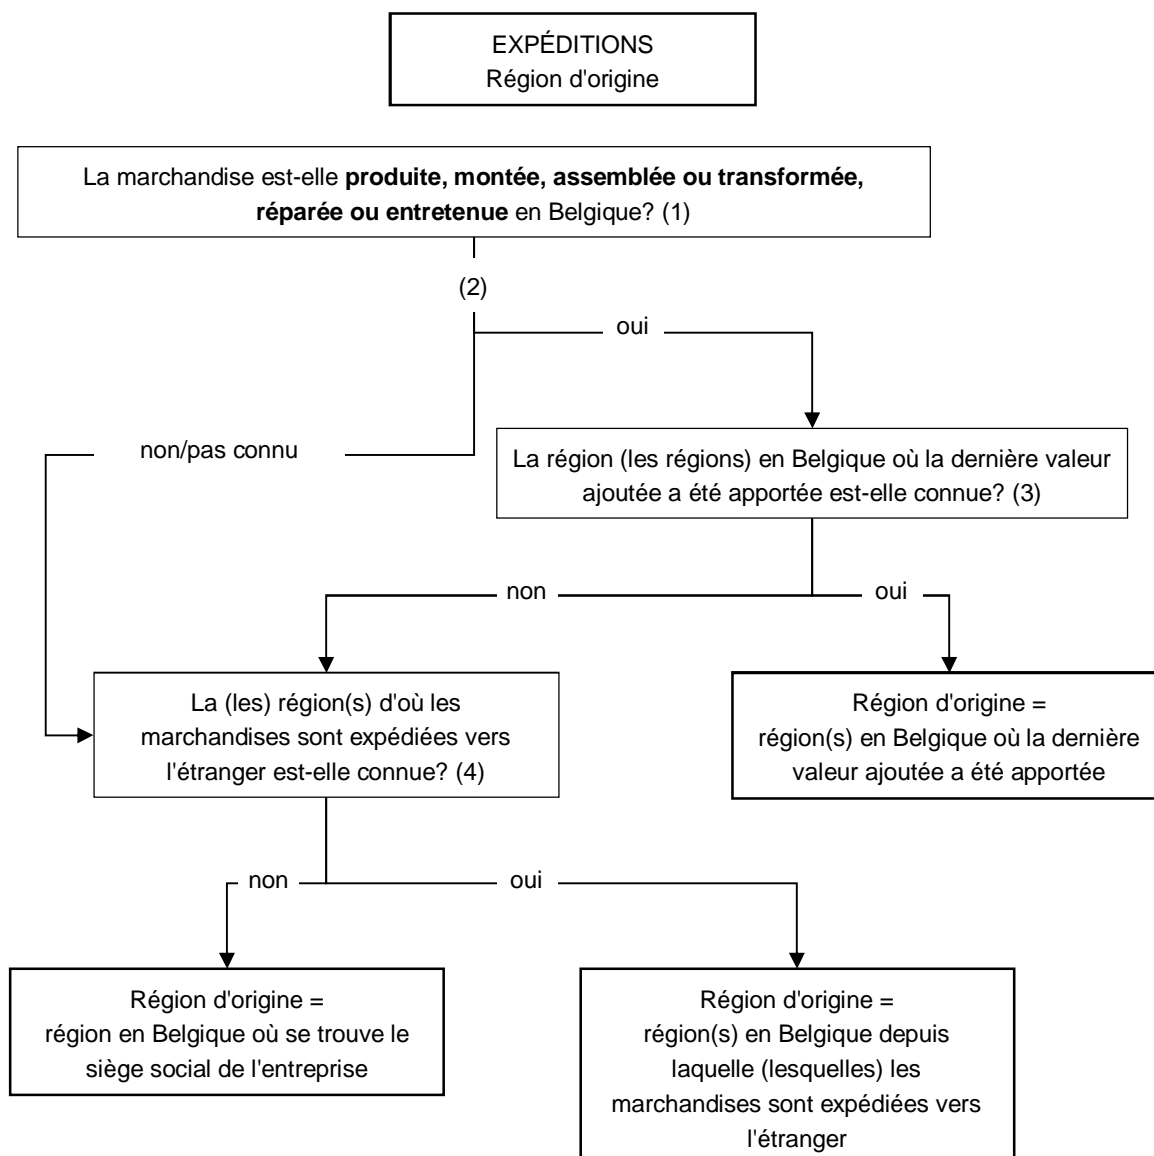 EXPÉDITIONS
Région d'origine
La marchandise est-elle produite, montée, assemblée ou transformée,
réparée ou entretenue en Belgique? (1)
(2)
oui
non/pas connu
La région (les régions) en Belgique où la dernière valeur
ajoutée a été apportée est-elle connue? (3)
non
oui
La (les) région(s) d'où les
marchandises sont expédiées vers
l'étranger est-elle connue? (4)
Région d'origine =
région(s) en Belgique où la dernière
valeur ajoutée a été apportée
non
oui
Région d'origine =
région en Belgique où se trouve le
siège social de l'entreprise
Région d'origine =
région(s) en Belgique depuis
laquelle (lesquelles) les
marchandises sont expédiées vers
l'étranger